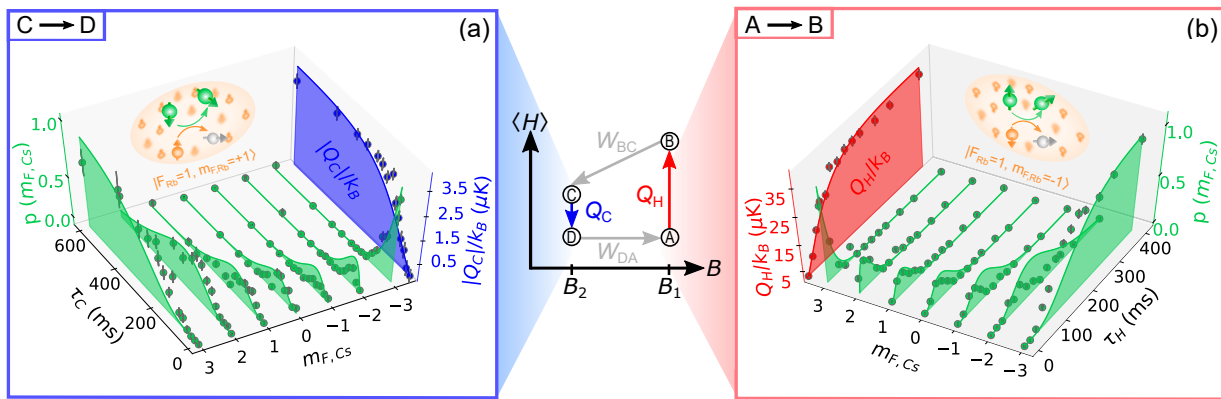 C → D
(a)
1.0
0.5
0.0
p (m_F,Cs)
|F_Rb=1, m_F,Rb=+1⟩
|Q_C|/k_B
3.5
2.5
1.5
0.5
|Q_C|/k_B (μK)
600
400
200
0
τ_C (ms)
3
2
1
0
−1
−2
−3
m_F,Cs
⟨H⟩
W_BC
B
C
Q_C
Q_H
D
W_DA
A
B
B_2
B_1
A → B
(b)
1.0
0.5
0.0
p (m_F,Cs)
|F_Rb=1, m_F,Rb=-1⟩
Q_H/k_B
35
25
15
5
Q_H/k_B (μK)
400
300
200
100
0
τ_H (ms)
3
2
1
0
−1
−2
−3
m_F,Cs